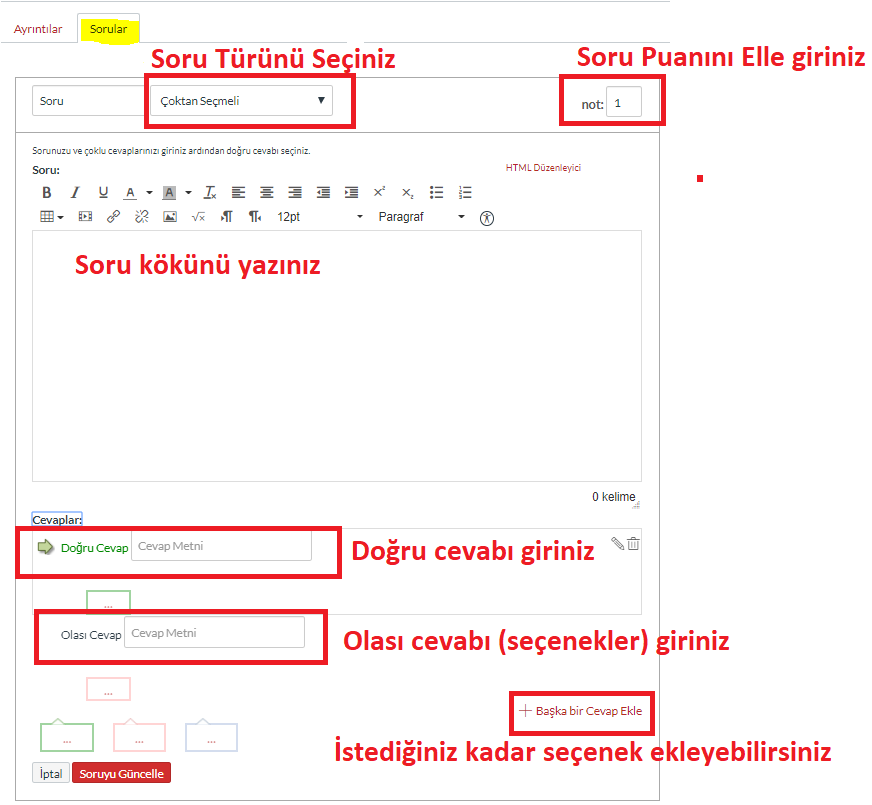 Ayrıntılar Sorular
Soru Türünü Seçiniz
Soru Puanını Elle giriniz
Soru Çoktan Seçmeli not: 1
Sorunuzu ve çoklu cevaplarınızı giriniz ardından doğru cevabı seçiniz.
Soru: HTML Düzenleyici
12pt Paragraf
Soru kökünü yazınız
0 kelime
Cevaplar:
Doğru Cevap Cevap Metni Doğru cevabı giriniz
...
Olası Cevap Cevap Metni Olası cevabı (seçenekler) giriniz
...
Başka bir Cevap Ekle
... ... ...
İstediğiniz kadar seçenek ekleyebilirsiniz
İptal Soruyu Güncelle